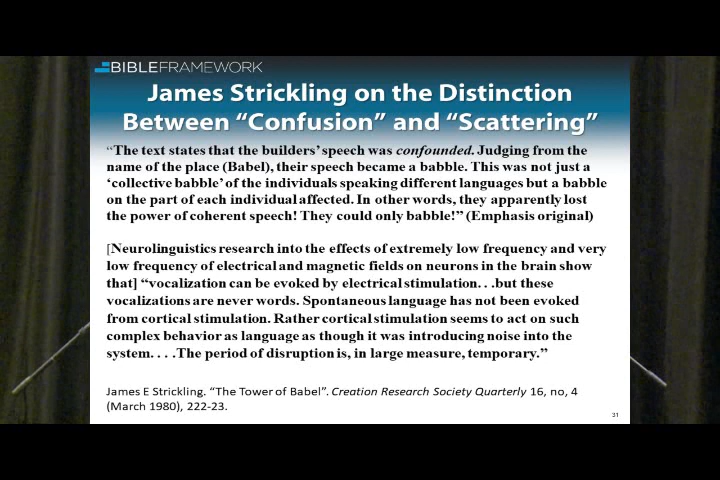 BIBLEFRAMEWORK
James Strickling on the Distinction
Between “Confusion” and “Scattering”
“The text states that the builders’ speech was confounded. Judging from the
name of the place (Babel), their speech became a babble. This was not just a
‘collective babble’ of the individuals speaking different languages but a babble
on the part of each individual affected. In other words, they apparently lost
the power of coherent speech! They could only babble!” (Emphasis original)
[Neurolinguistics research into the effects of extremely low frequency and very
low frequency of electrical and magnetic fields on neurons in the brain show
that] “vocalization can be evoked by electrical stimulation. . .but these
vocalizations are never words. Spontaneous language has not been evoked
from cortical stimulation. Rather cortical stimulation seems to act on such
complex behavior as language as though it was introducing noise into the
system. . . .The period of disruption is, in large measure, temporary.”
James E Strickling. “The Tower of Babel”. Creation Research Society Quarterly 16, no, 4
(March 1980), 222-23.
31